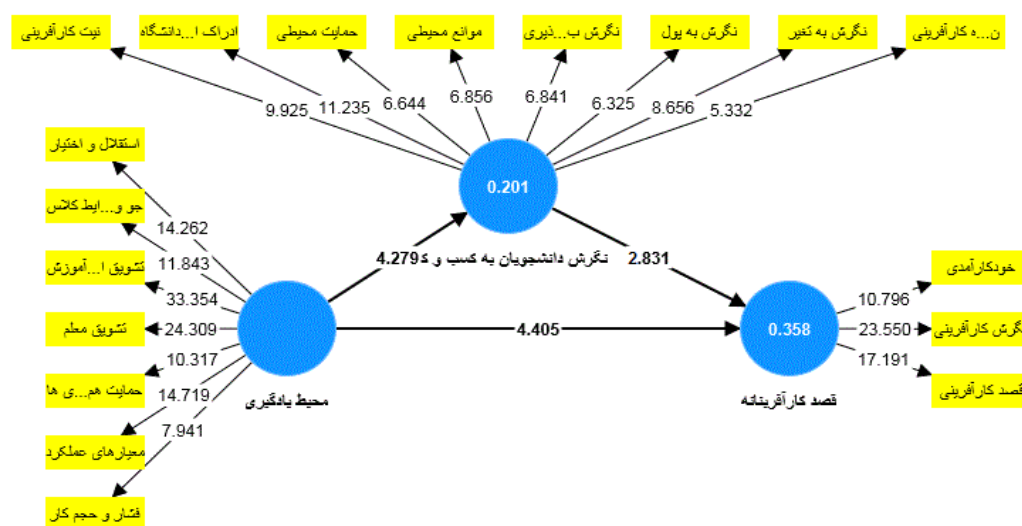 نیت کارآفرینی
ادراک ا...دانشگاه
حمایت محیطی
موانع محیطی
نگرش ب...ذیری
نگرش به پول
نگرش به تغیر
ن...ه کارآفرینی
9.925
11.235
6.644
6.856
6.841
6.325
8.656
5.332
0.201
استقلال و اختیار
جو و...ایط کلاس
تشویق ا...آموزش
تشویق معلم
حمایت هم...ی ها
معیارهای عملکرد
فشار و حجم کار
14.262
11.843
33.354
24.309
10.317
14.719
7.941
محیط یادگیری
4.279
نگرش دانشجویان به کسب و ک
2.831
4.405
0.358
قصد کارآفرینانه
10.796
23.550
17.191
خودکارآمدی
گرش کارآفرینی
قصد کارآفرینی